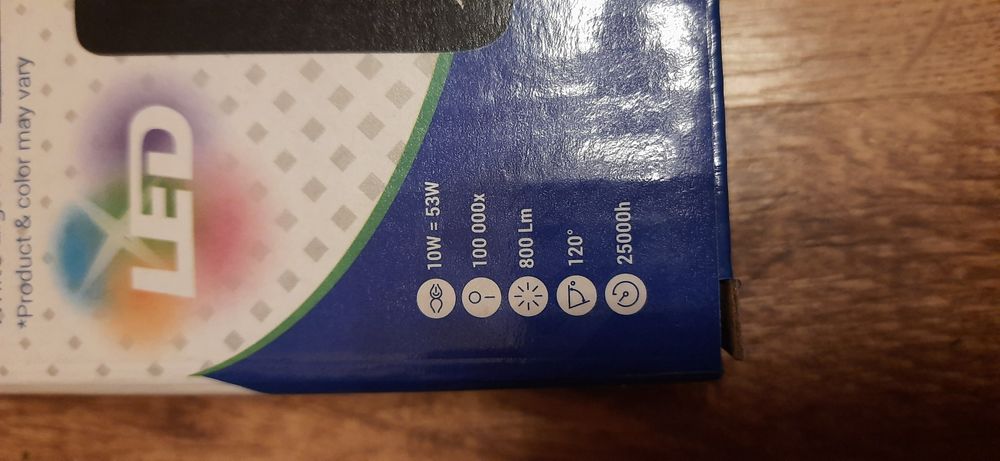 *Product & color may vary
LED
10W = 53W
100 000x
800 Lm
120°
25000h